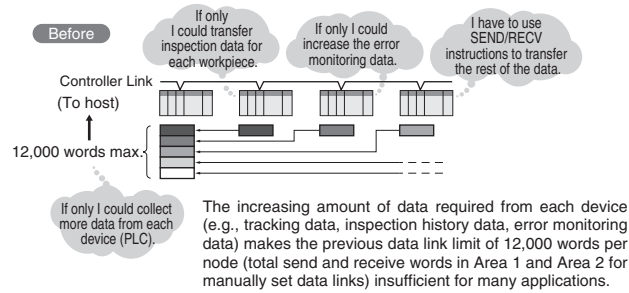 Before
If only
I could transfer
inspection data for
each workpiece.
If only I could
increase the error
monitoring data.
I have to use
SEND/RECV
instructions to transfer
the rest of the data.
Controller Link
(To host)
12,000 words max.
If only I could collect
more data from each
device (PLC).
The increasing amount of data required from each device
(e.g., tracking data, inspection history data, error monitoring
data) makes the previous data link limit of 12,000 words per
node (total send and receive words in Area 1 and Area 2 for
manually set data links) insufficient for many applications.